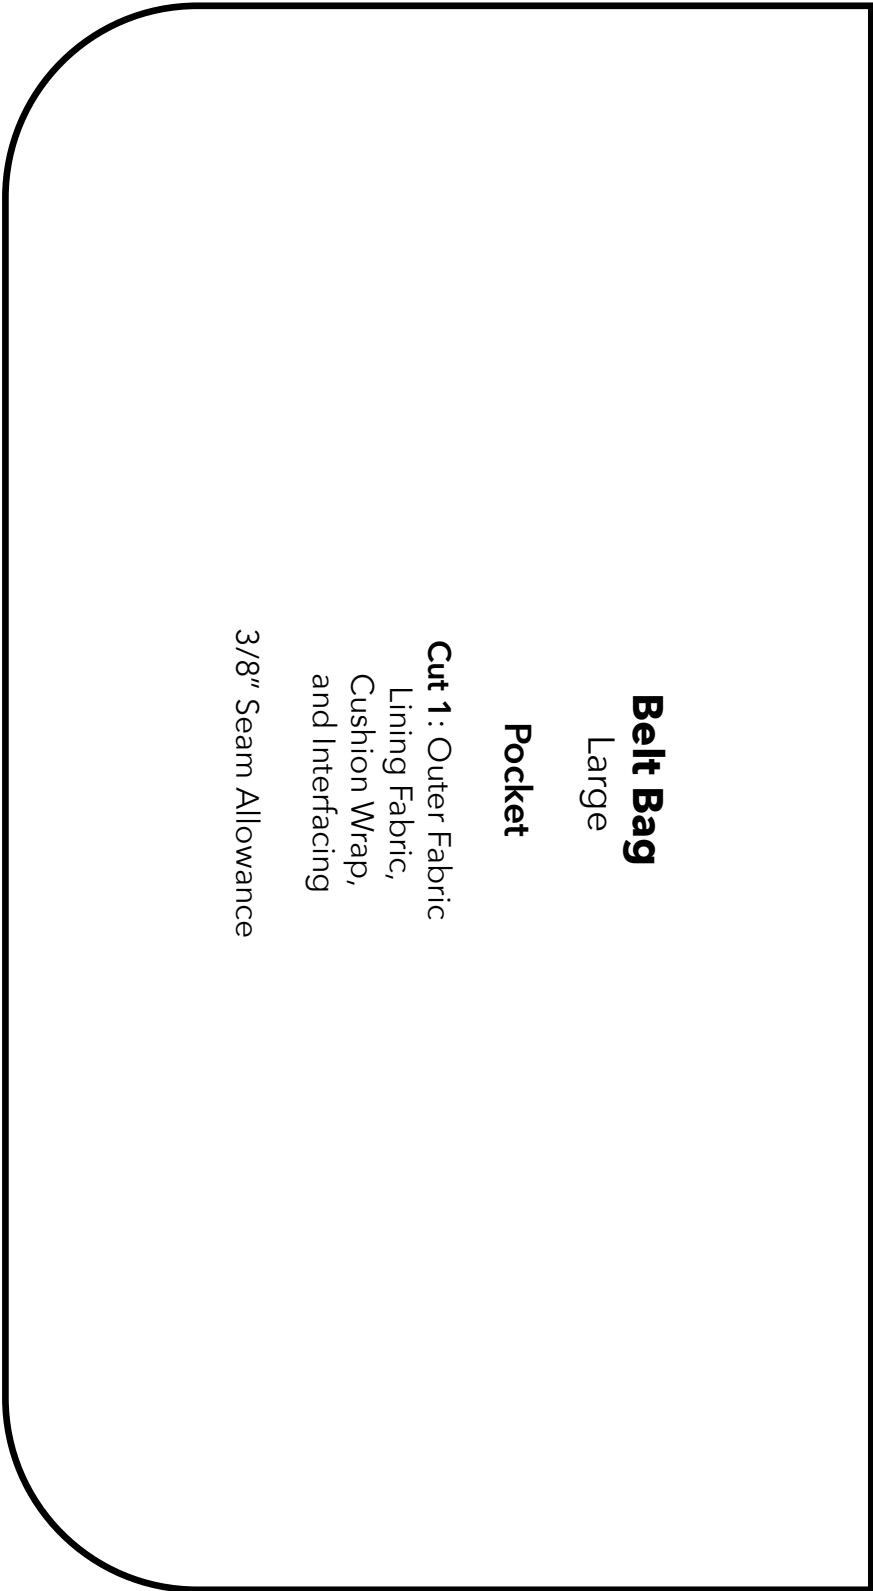 Belt Bag
Large
Pocket
Cut 1: Outer Fabric
Lining Fabric,
Cushion Wrap,
and Interfacing
3/8" Seam Allowance